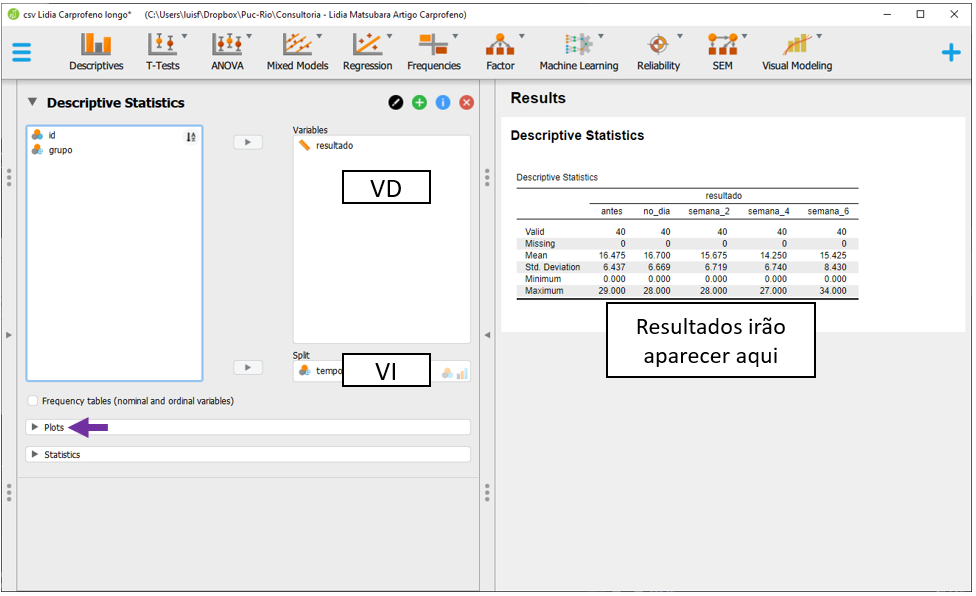 csv Lidia Carprofeno longo* (C:\Users\luisf\Dropbox\Puc-Rio\Consultoria - Lidia Matsubara Artigo Carprofeno)
Descriptives T-Tests ANOVA Mixed Models Regression Frequencies Factor Machine Learning Reliability SEM Visual Modeling
Descriptive Statistics
id
grupo
Variables
resultado
VD
Split
tempo
VI
Frequency tables (nominal and ordinal variables)
Plots
Statistics
Results
Descriptive Statistics
Descriptive Statistics
resultado
antes no_dia semana_2 semana_4 semana_6
Valid 40 40 40 40 40
Missing 0 0 0 0 0
Mean 16.475 16.700 15.675 14.250 15.425
Std. Deviation 6.437 6.669 6.719 6.740 8.430
Minimum 0.000 0.000 0.000 0.000 0.000
Maximum 29.000 28.000 28.000 27.000 34.000
Resultados irão
aparecer aqui